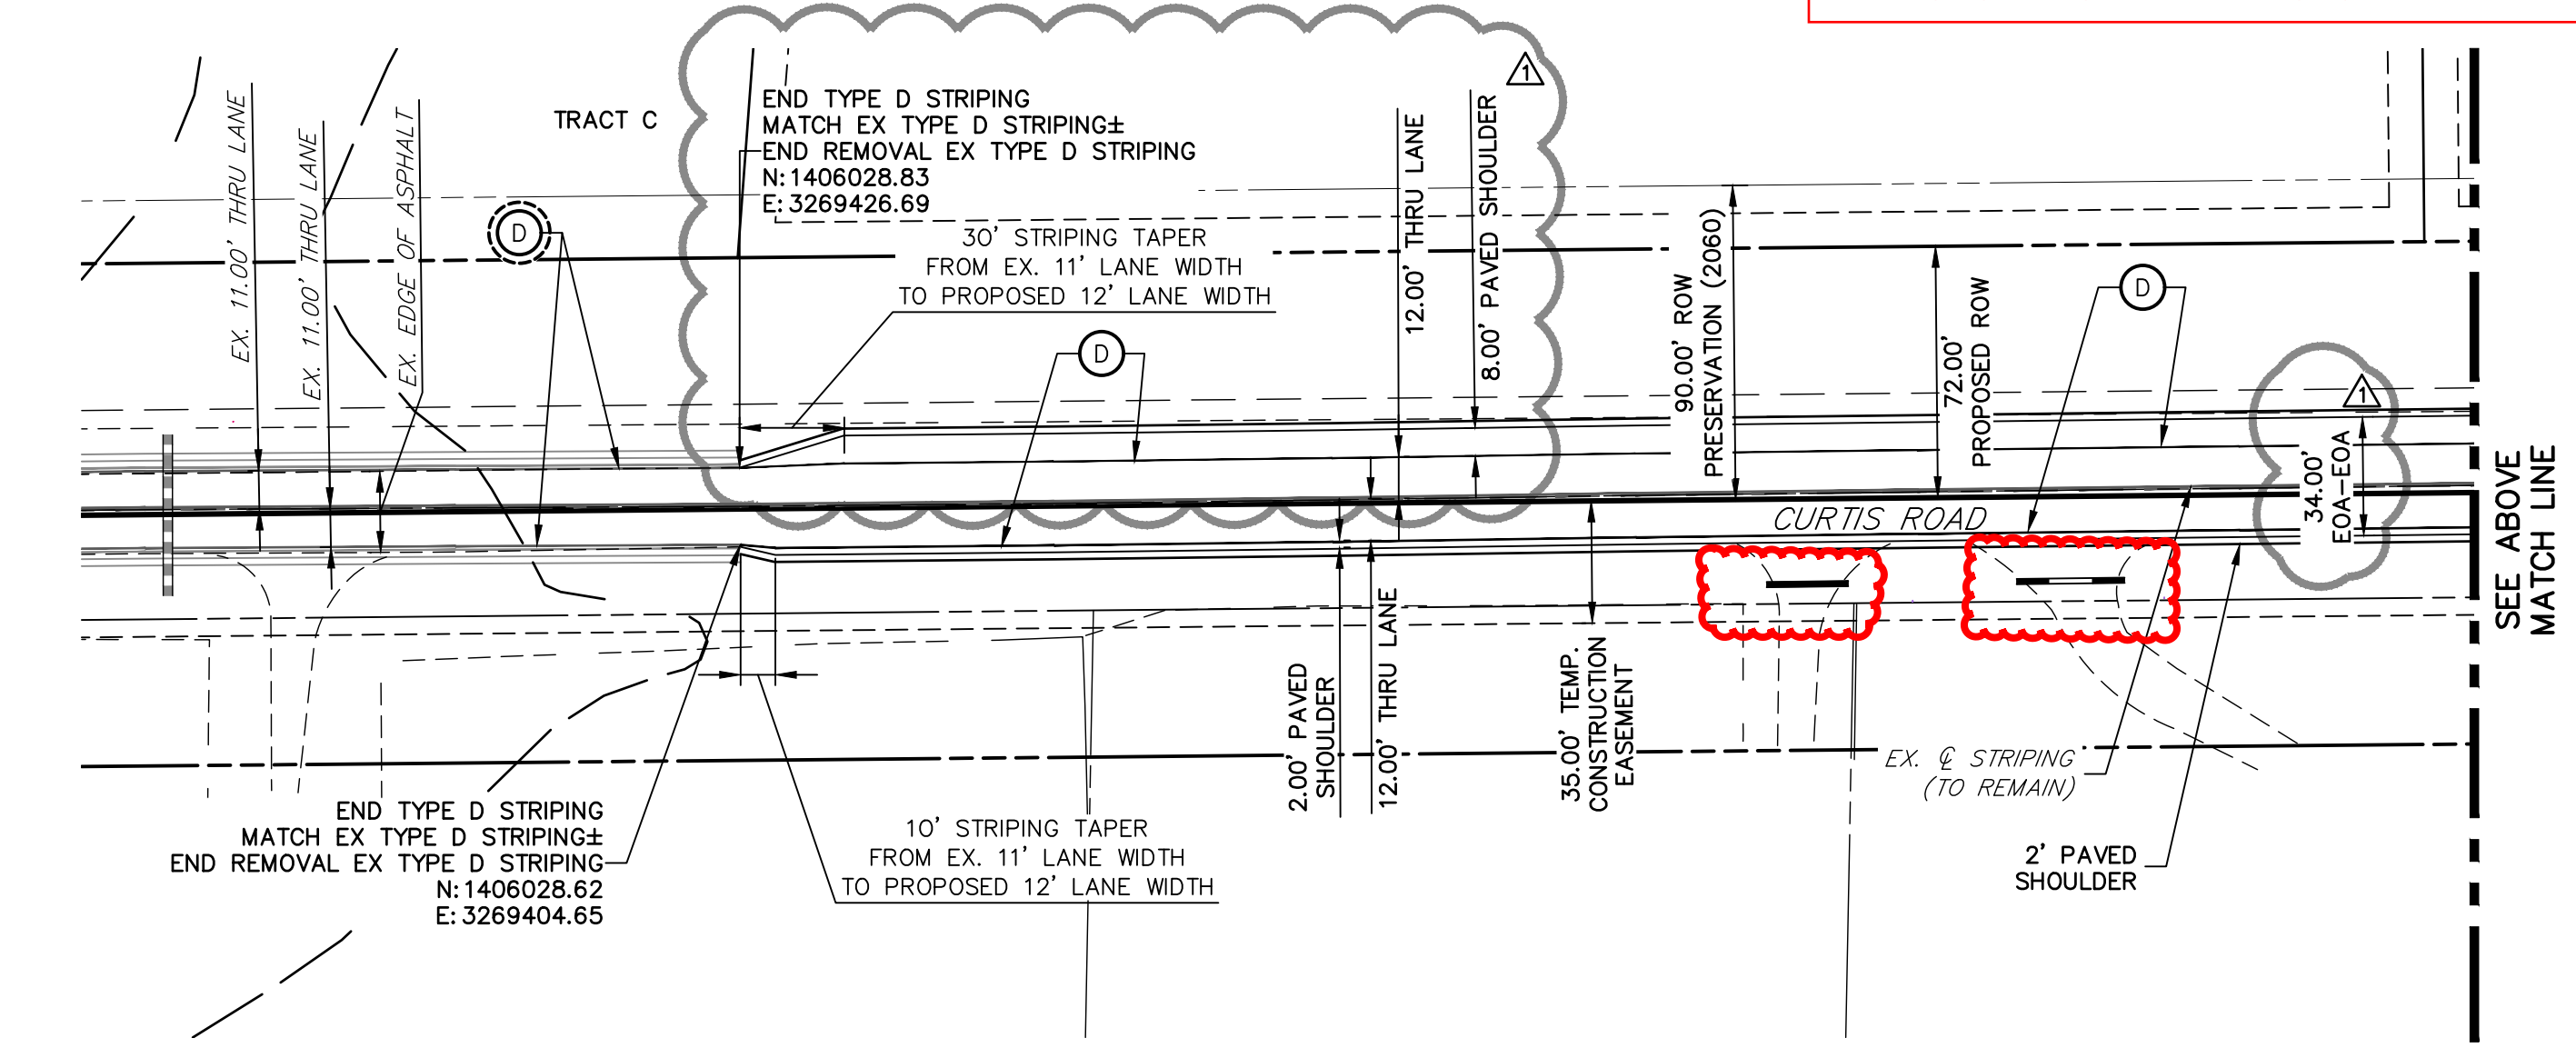 TRACT C
EX. 11.00' THRU LANE
EX. 11.00' THRU LANE
EX. EDGE OF ASPHALT
D
END TYPE D STRIPING
MATCH EX TYPE D STRIPING±
END REMOVAL EX TYPE D STRIPING
N:1406028.83
E:3269426.69
30' STRIPING TAPER
FROM EX. 11' LANE WIDTH
TO PROPOSED 12' LANE WIDTH
D
12.00' THRU LANE
8.00' PAVED SHOULDER
1
90.00' ROW
PRESERVATION (2060)
72.00'
PROPOSED ROW
D
1
34.00'
EOA-EOA
CURTIS ROAD
SEE ABOVE
MATCH LINE
END TYPE D STRIPING
MATCH EX TYPE D STRIPING±
END REMOVAL EX TYPE D STRIPING
N:1406028.62
E:3269404.65
10' STRIPING TAPER
FROM EX. 11' LANE WIDTH
TO PROPOSED 12' LANE WIDTH
2.00' PAVED
SHOULDER
12.00' THRU LANE
35.00' TEMP.
CONSTRUCTION
EASEMENT
EX. ℄ STRIPING
(TO REMAIN)
2' PAVED
SHOULDER